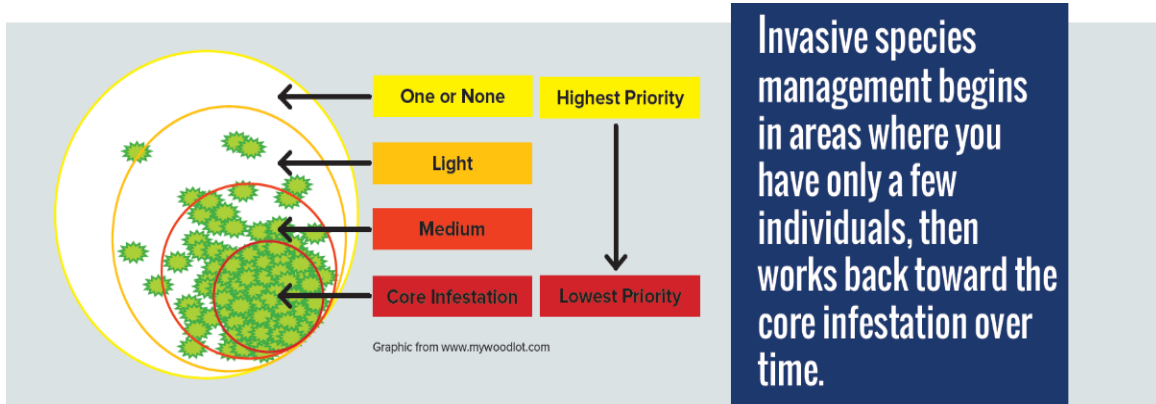 One or None
Highest Priority
Light
Medium
Core Infestation
Lowest Priority
Graphic from www.mywoodlot.com
Invasive species
management begins
in areas where you
have only a few
individuals, then
works back toward the
core infestation over
time.